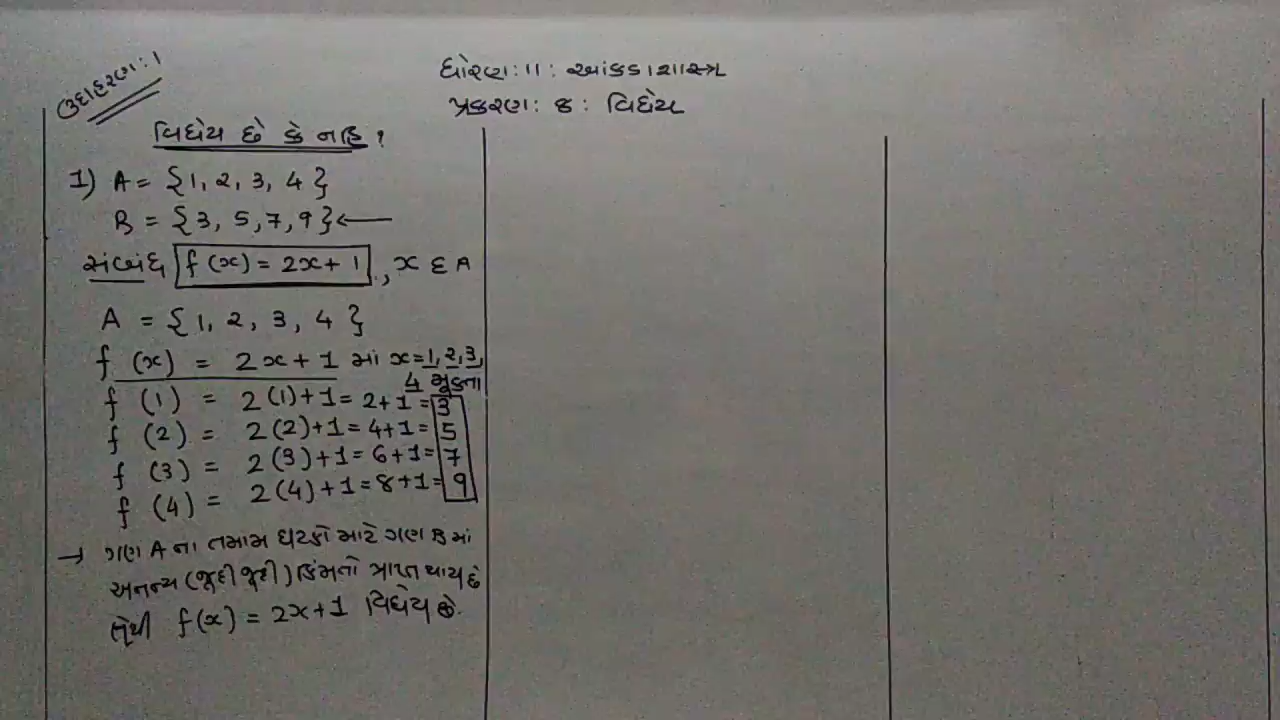 ધોરણ: 11: આંકડાશાસ્ત્ર
પ્રકરણ: 8: વિધેય
ઉદાહરણ: 1
વિધેય છે કે નહિ?
1) A = {1, 2, 3, 4}
B = {3, 5, 7, 9} ←
સંબંધ f(x) = 2x + 1, x ∈ A
A = {1, 2, 3, 4}
f (x) = 2x + 1 માં x = 1, 2, 3,
4 મૂકતા
f (1) = 2(1)+1 = 2+1 = 3
f (2) = 2(2)+1 = 4+1 = 5
f (3) = 2(3)+1 = 6+1 = 7
f (4) = 2(4)+1 = 8+1 = 9
→ ગણ A ના તમામ ઘટકો માટે ગણ B માં
અનન્ય (જૂદી જૂદી) કિંમતો પ્રાપ્ત થાય છે
તેથી f(x) = 2x+1 વિધેય છે.